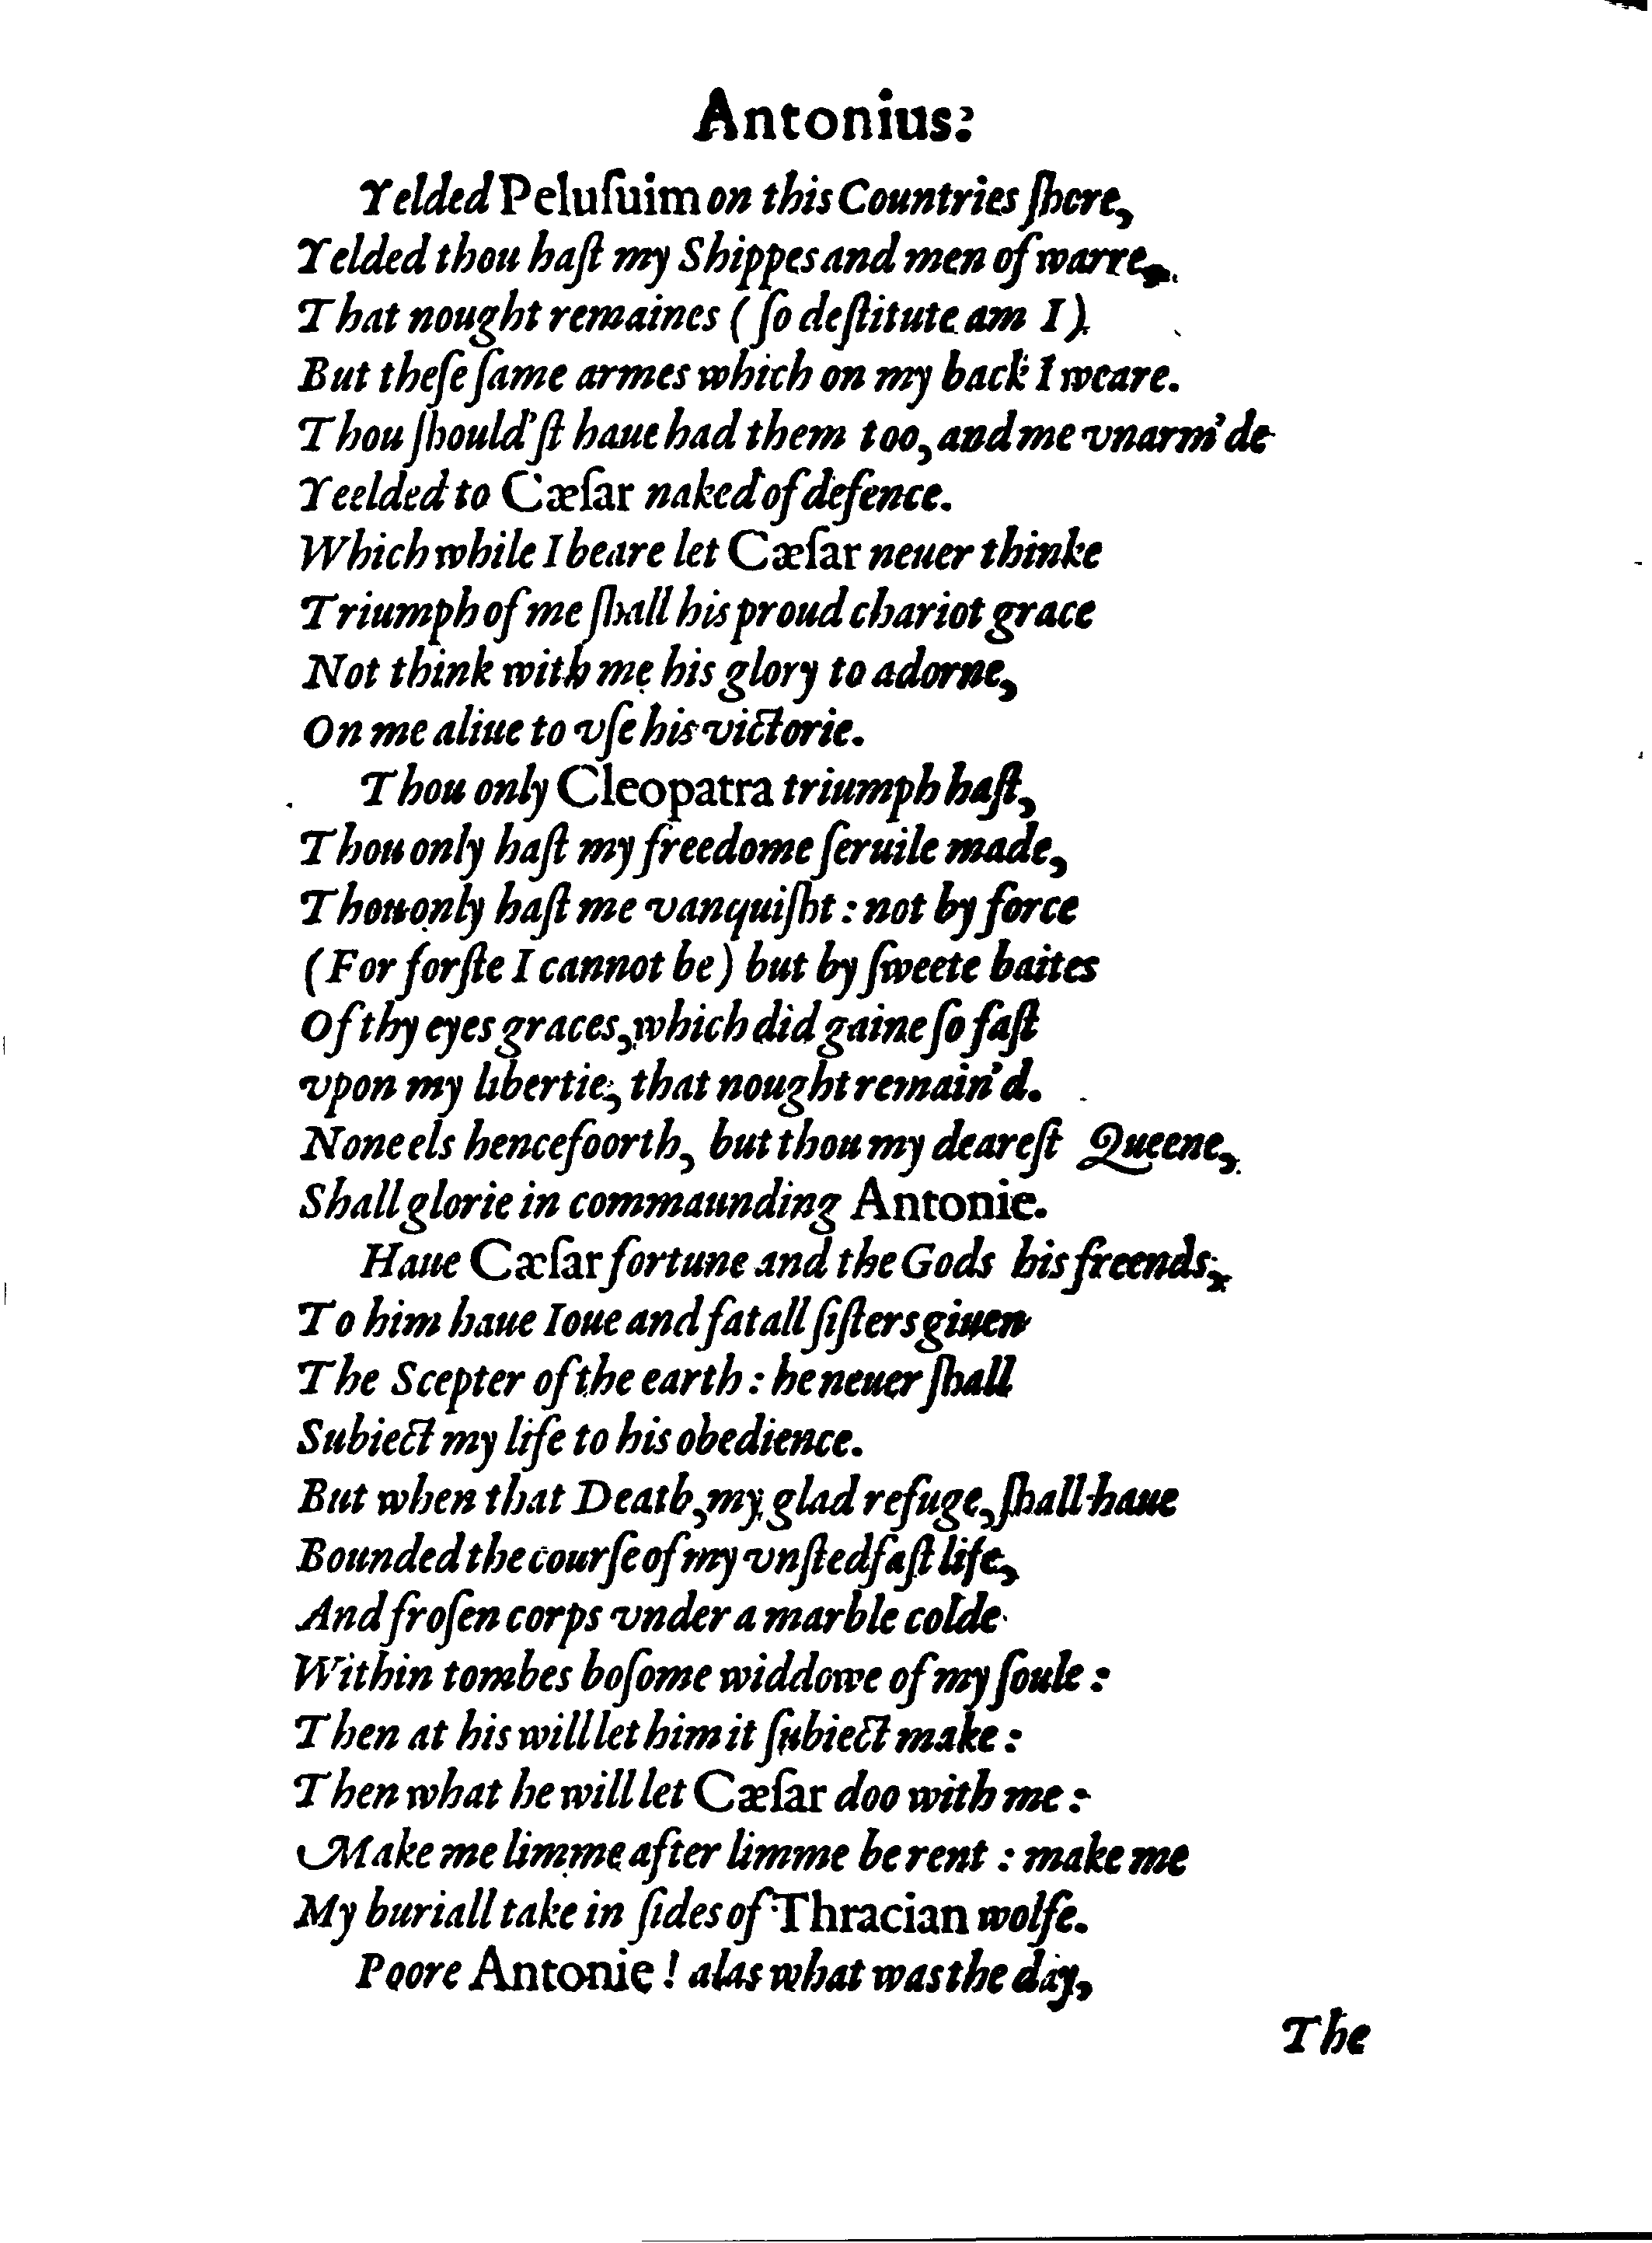 Antonius:
Yelded Peluſuim on this Countries ſhore,
Yelded thou haſt my Shippes and men of warre,
That nought remaines (ſo deſtitute am I)
But theſe ſame armes which on my back I weare.
Thou ſhould'ſt haue had them too, and me vnarm'de
Yeelded to Cæſar naked of defence.
Which while I beare let Cæſar neuer thinke
Triumph of me ſhall his proud chariot grace
Not think with me his glory to adorne,
On me aliue to vſe his victorie.
Thou only Cleopatra triumph haſt,
Thou only haſt my freedome ſeruile made,
Thou only haſt me vanquiſht: not by force
(For forſte I cannot be) but by ſweete baites
Of thy eyes graces, which did gaine ſo faſt
vpon my libertie, that nought remain'd.
None els hencefoorth, but thou my deareſt Queene,
Shall glorie in commaunding Antonie.
Haue Cæſar fortune and the Gods his freends,
To him haue Ioue and fatall ſiſters giuen
The Scepter of the earth: he neuer ſhall
Subiect my life to his obedience.
But when that Death, my glad refuge, ſhall haue
Bounded the courſe of my vnſtedfaſt life,
And froſen corps vnder a marble colde
Within tombes boſome widdowe of my ſoule:
Then at his will let him it ſubiect make:
Then what he will let Cæſar doo with me:
Make me limme after limme be rent: make me
My buriall take in ſides of Thracian wolfe.
Poore Antonie! alas what was the day,
The